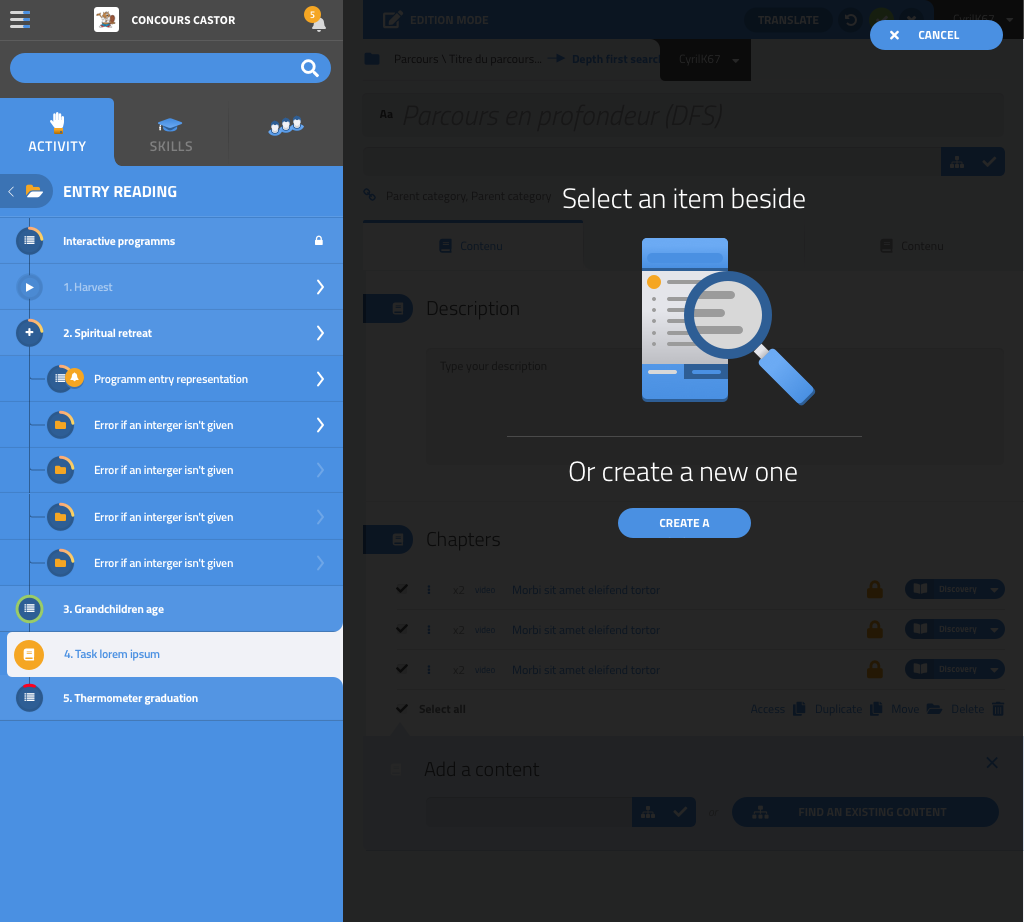 CONCOURS CASTOR
5
ACTIVITY
SKILLS
ENTRY READING
Interactive programms
1. Harvest
2. Spiritual retreat
Programm entry representation
Error if an interger isn't given
Error if an interger isn't given
Error if an interger isn't given
Error if an interger isn't given
3. Grandchildren age
4. Task lorem ipsum
5. Thermometer graduation
EDITION MODE
TRANSLATE
CyrilK67
CANCEL
Parcours \ Titre du parcours...
Depth first searc
CyrilK67
Aa Parcours en profondeur (DFS)
Parent category, Parent category
Select an item beside
Contenu
Contenu
Description
Type your description
Or create a new one
CREATE A
Chapters
x2 video Morbi sit amet eleifend tortor Discovery
x2 video Morbi sit amet eleifend tortor Discovery
x2 video Morbi sit amet eleifend tortor Discovery
Select all Access Duplicate Move Delete
Add a content
or FIND AN EXISTING CONTENT